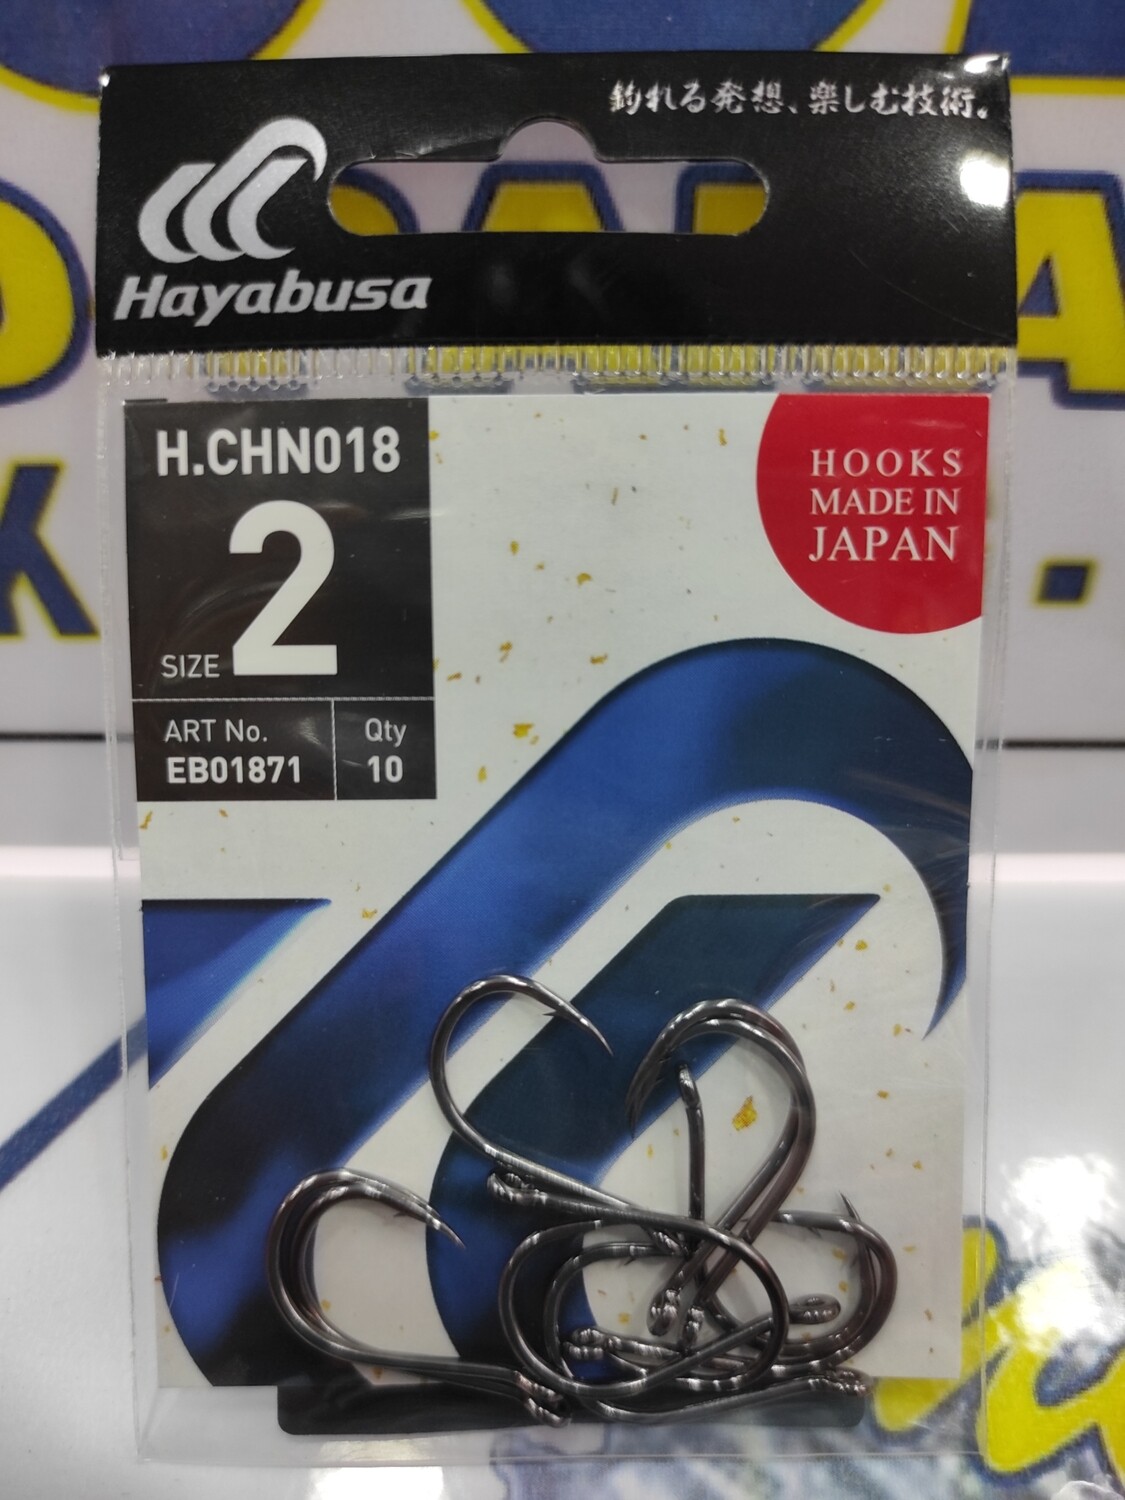 釣れる発想、楽しむ技術。
Hayabusa
H.CHN018
SIZE 2
ART No.
EB01871
Qty
10
HOOKS
MADE IN
JAPAN